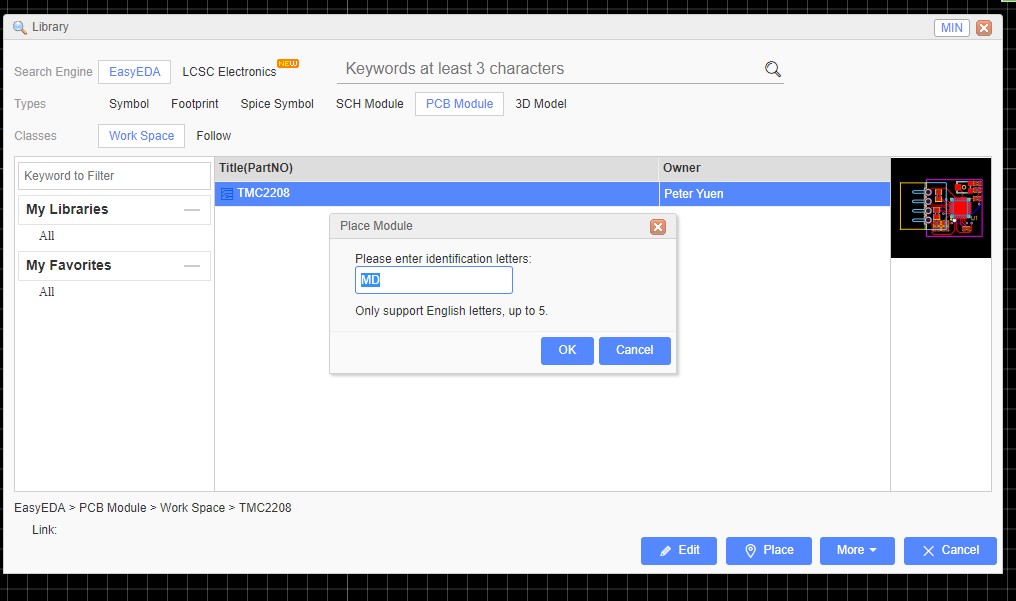 Library
MIN
Search Engine EasyEDA LCSC Electronics NEW Keywords at least 3 characters
Types Symbol Footprint Spice Symbol SCH Module PCB Module 3D Model
Classes Work Space Follow
Keyword to Filter
My Libraries
All
My Favorites
All
Title(PartNO) Owner
TMC2208 Peter Yuen
Place Module
Please enter identification letters:
MD
Only support English letters, up to 5.
OK Cancel
EasyEDA > PCB Module > Work Space > TMC2208
Link:
Edit Place More Cancel